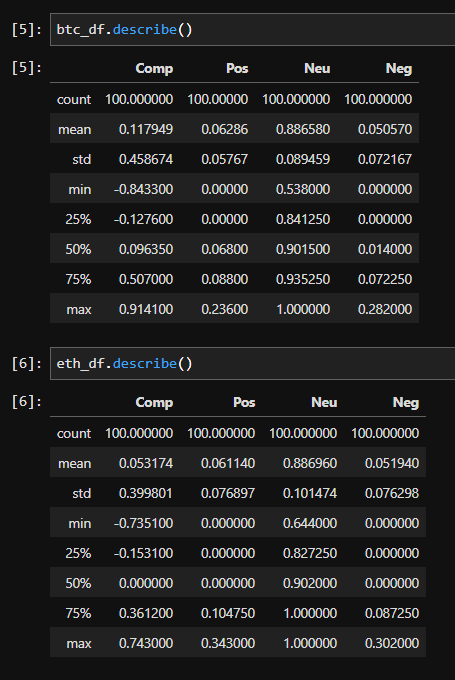 [5]: btc_df.describe()
[5]: Comp Pos Neu Neg
count 100.000000 100.00000 100.000000 100.000000
mean 0.117949 0.06286 0.886580 0.050570
std 0.458674 0.05767 0.089459 0.072167
min -0.843300 0.00000 0.538000 0.000000
25% -0.127600 0.00000 0.841250 0.000000
50% 0.096350 0.06800 0.901500 0.014000
75% 0.507000 0.08800 0.935250 0.072250
max 0.914100 0.23600 1.000000 0.282000
[6]: eth_df.describe()
[6]: Comp Pos Neu Neg
count 100.000000 100.000000 100.000000 100.000000
mean 0.053174 0.061140 0.886960 0.051940
std 0.399801 0.076897 0.101474 0.076298
min -0.735100 0.000000 0.644000 0.000000
25% -0.153100 0.000000 0.827250 0.000000
50% 0.000000 0.000000 0.902000 0.000000
75% 0.361200 0.104750 1.000000 0.087250
max 0.743000 0.343000 1.000000 0.302000